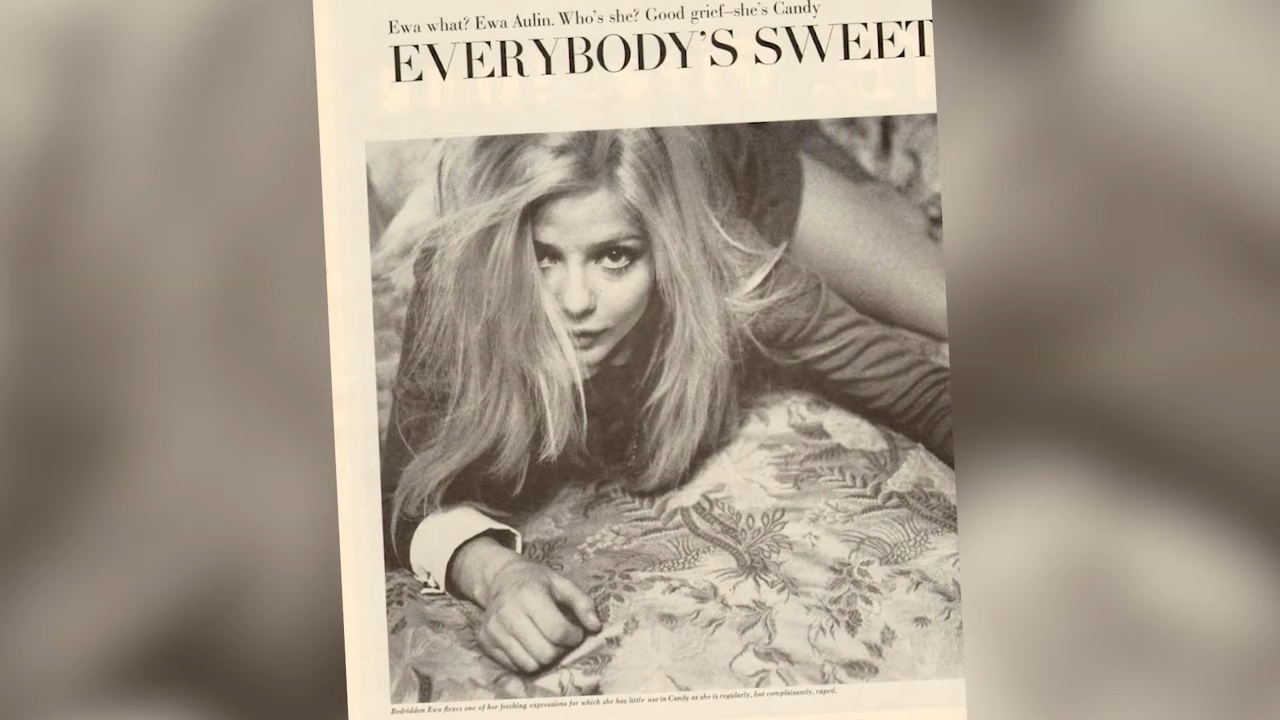 Ewa what? Ewa Aulin. Who's she? Good grief—she's Candy
EVERYBODY'S SWEET
Bedridden Ewa flexes one of her fetching expressions for which she has little use in Candy as she is regularly, but complaisantly, raped.